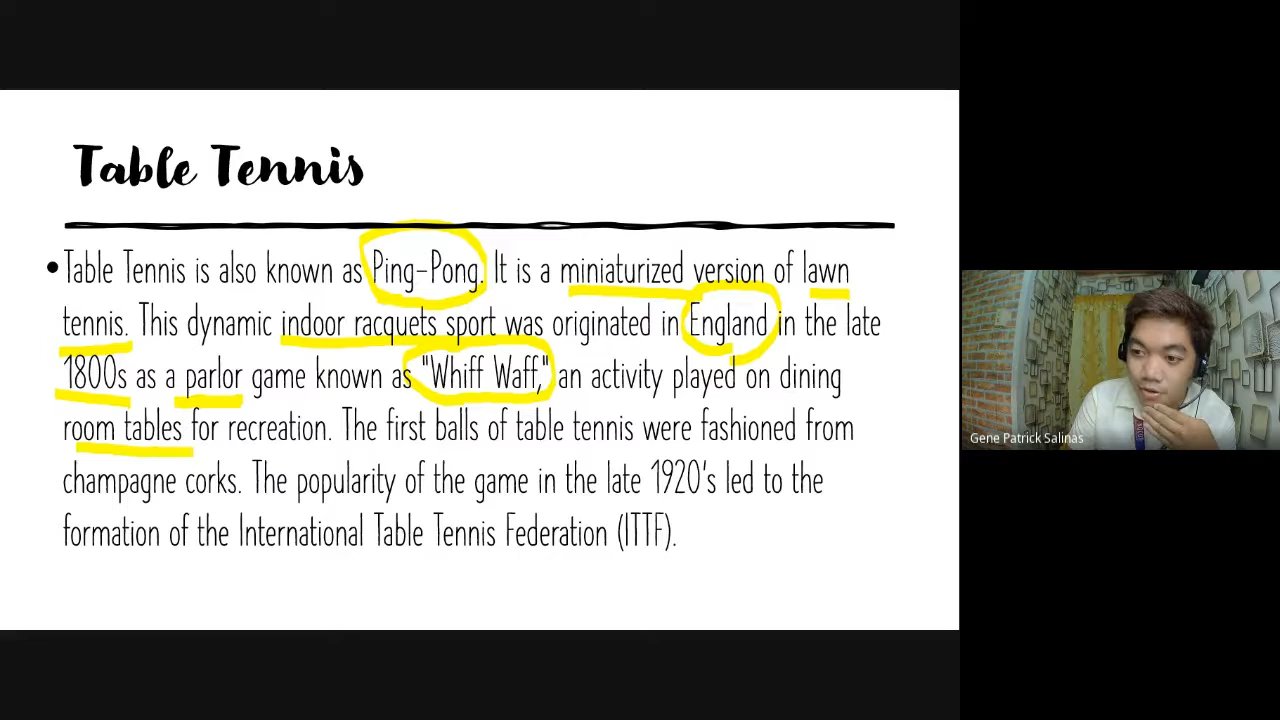 Table Tennis
•Table Tennis is also known as Ping-Pong. It is a miniaturized version of lawn
tennis. This dynamic indoor racquets sport was originated in England in the late
1800s as a parlor game known as "Whiff Waff," an activity played on dining
room tables for recreation. The first balls of table tennis were fashioned from
champagne corks. The popularity of the game in the late 1920's led to the
formation of the International Table Tennis Federation (ITTF).
Gene Patrick Salinas